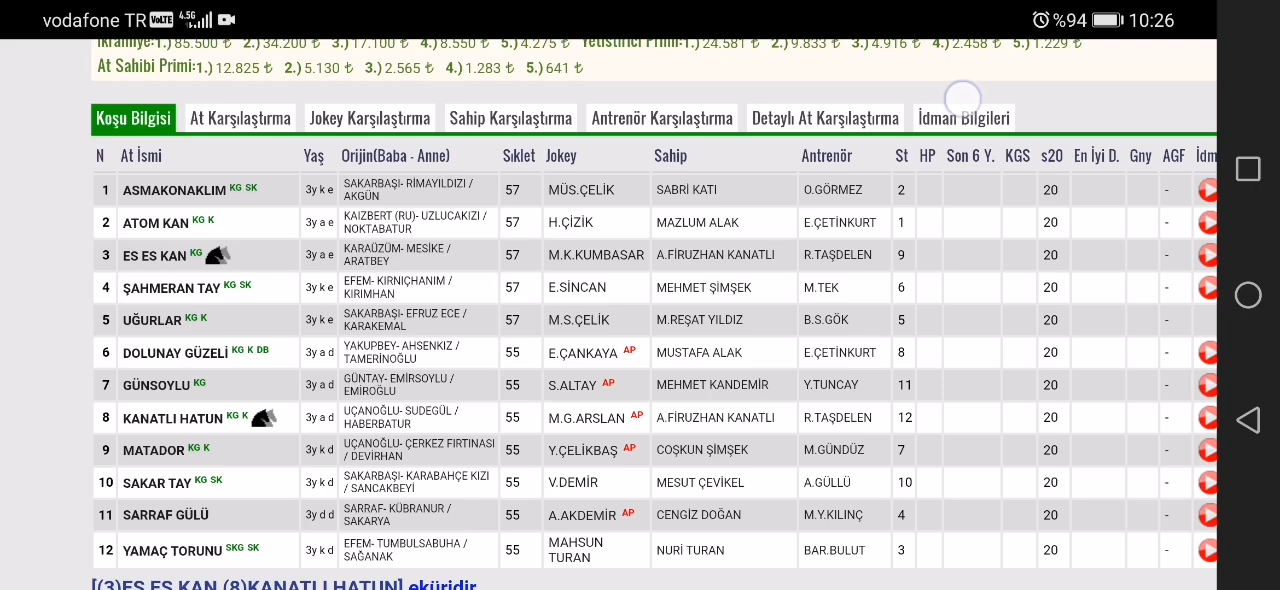 vodafone TR VoLTE 4.5G %94 10:26
İkramiye:1.) 85.500 ₺ 2.) 34.200 ₺ 3.) 17.100 ₺ 4.) 8.550 ₺ 5.) 4.275 ₺ Yetiştirici Primi:1.) 24.581 ₺ 2.) 9.833 ₺ 3.) 4.916 ₺ 4.) 2.458 ₺ 5.) 1.229 ₺
At Sahibi Primi:1.) 12.825 ₺ 2.) 5.130 ₺ 3.) 2.565 ₺ 4.) 1.283 ₺ 5.) 641 ₺
Koşu Bilgisi At Karşılaştırma Jokey Karşılaştırma Sahip Karşılaştırma Antrenör Karşılaştırma Detaylı At Karşılaştırma İdman Bilgileri
N At İsmi Yaş Orijin(Baba - Anne) Sıklet Jokey Sahip Antrenör St HP Son 6 Y. KGS s20 En İyi D. Gny AGF İdm
1 ASMAKONAKLIM KG SK 3y k e SAKARBAŞI- RİMAYILDIZI / AKGÜN 57 MÜS.ÇELİK SABRİ KATI O.GÖRMEZ 2 20 -
2 ATOM KAN KG K 3y a e KAIZBERT (RU)- UZLUCAKIZI / NOKTABATUR 57 H.ÇİZİK MAZLUM ALAK E.ÇETİNKURT 1 20 -
3 ES ES KAN KG 3y a e KARAÜZÜM- MESİKE / ARATBEY 57 M.K.KUMBASAR A.FİRUZHAN KANATLI R.TAŞDELEN 9 20 -
4 ŞAHMERAN TAY KG SK 3y k e EFEM- KIRNIÇHANIM / KIRIMHAN 57 E.SİNCAN MEHMET ŞİMŞEK M.TEK 6 20 -
5 UĞURLAR KG K 3y k e SAKARBAŞI- EFRUZ ECE / KARAKEMAL 57 M.S.ÇELİK M.REŞAT YILDIZ B.S.GÖK 5 20 -
6 DOLUNAY GÜZELİ KG K DB 3y a d YAKUPBEY- AHSENKIZ / TAMERİNOĞLU 55 E.ÇANKAYA AP MUSTAFA ALAK E.ÇETİNKURT 8 20 -
7 GÜNSOYLU KG 3y a d GÜNTAY- EMİRSOYLU / EMİROĞLU 55 S.ALTAY AP MEHMET KANDEMİR Y.TUNCAY 11 20 -
8 KANATLI HATUN KG K 3y a d UÇANOĞLU- SUDEGÜL / HABERBATUR 55 M.G.ARSLAN AP A.FİRUZHAN KANATLI R.TAŞDELEN 12 20 -
9 MATADOR KG K 3y k d UÇANOĞLU- ÇERKEZ FIRTINASI / DEVİRHAN 55 Y.ÇELİKBAŞ AP COŞKUN ŞİMŞEK M.GÜNDÜZ 7 20 -
10 SAKAR TAY KG SK 3y k d SAKARBAŞI- KARABAHÇE KIZI / SANCAKBEYİ 55 V.DEMİR MESUT ÇEVİKEL A.GÜLLÜ 10 20 -
11 SARRAF GÜLÜ 3y d d SARRAF- KÜBRANUR / SAKARYA 55 A.AKDEMİR AP CENGİZ DOĞAN M.Y.KILINÇ 4 20 -
12 YAMAÇ TORUNU SKG SK 3y k d EFEM- TUMBULSABUHA / SAĞANAK 55 MAHSUN TURAN NURİ TURAN BAR.BULUT 3 20 -
[(3)ES ES KAN,(8)KANATLI HATUN] eküridir.